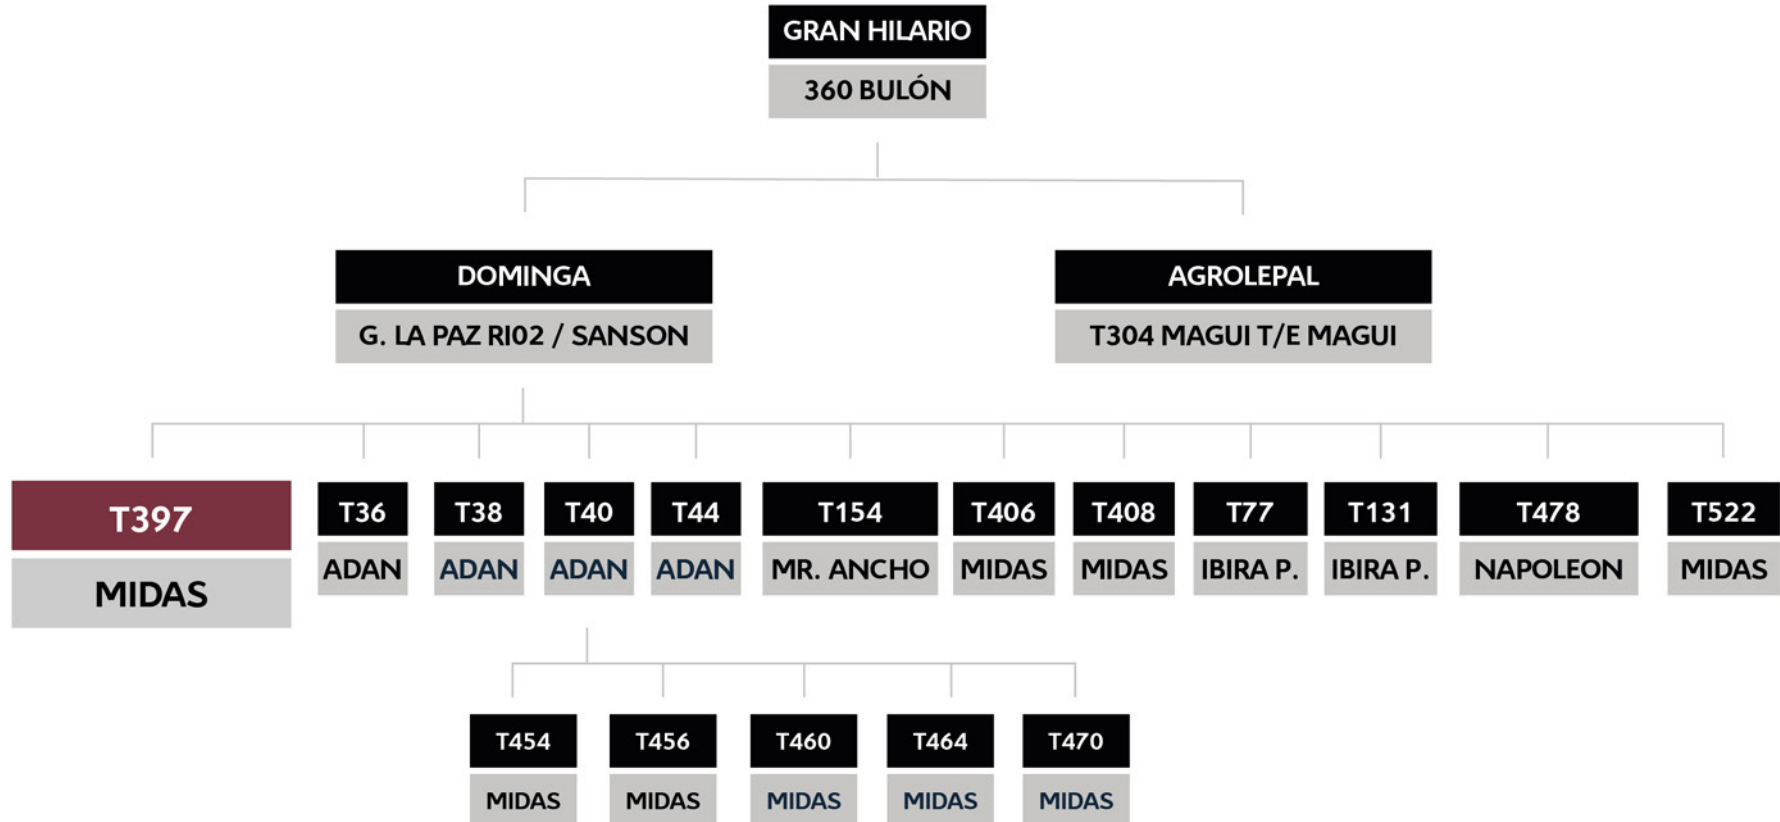 GRAN HILARIO
360 BULÓN
DOMINGA
G. LA PAZ RI02 / SANSON
AGROLEPAL
T304 MAGUI T/E MAGUI
T397
MIDAS
T36
ADAN
T38
ADAN
T40
ADAN
T44
ADAN
T154
MR. ANCHO
T406
MIDAS
T408
MIDAS
T77
IBIRA P.
T131
IBIRA P.
T478
NAPOLEON
T522
MIDAS
T454
MIDAS
T456
MIDAS
T460
MIDAS
T464
MIDAS
T470
MIDAS